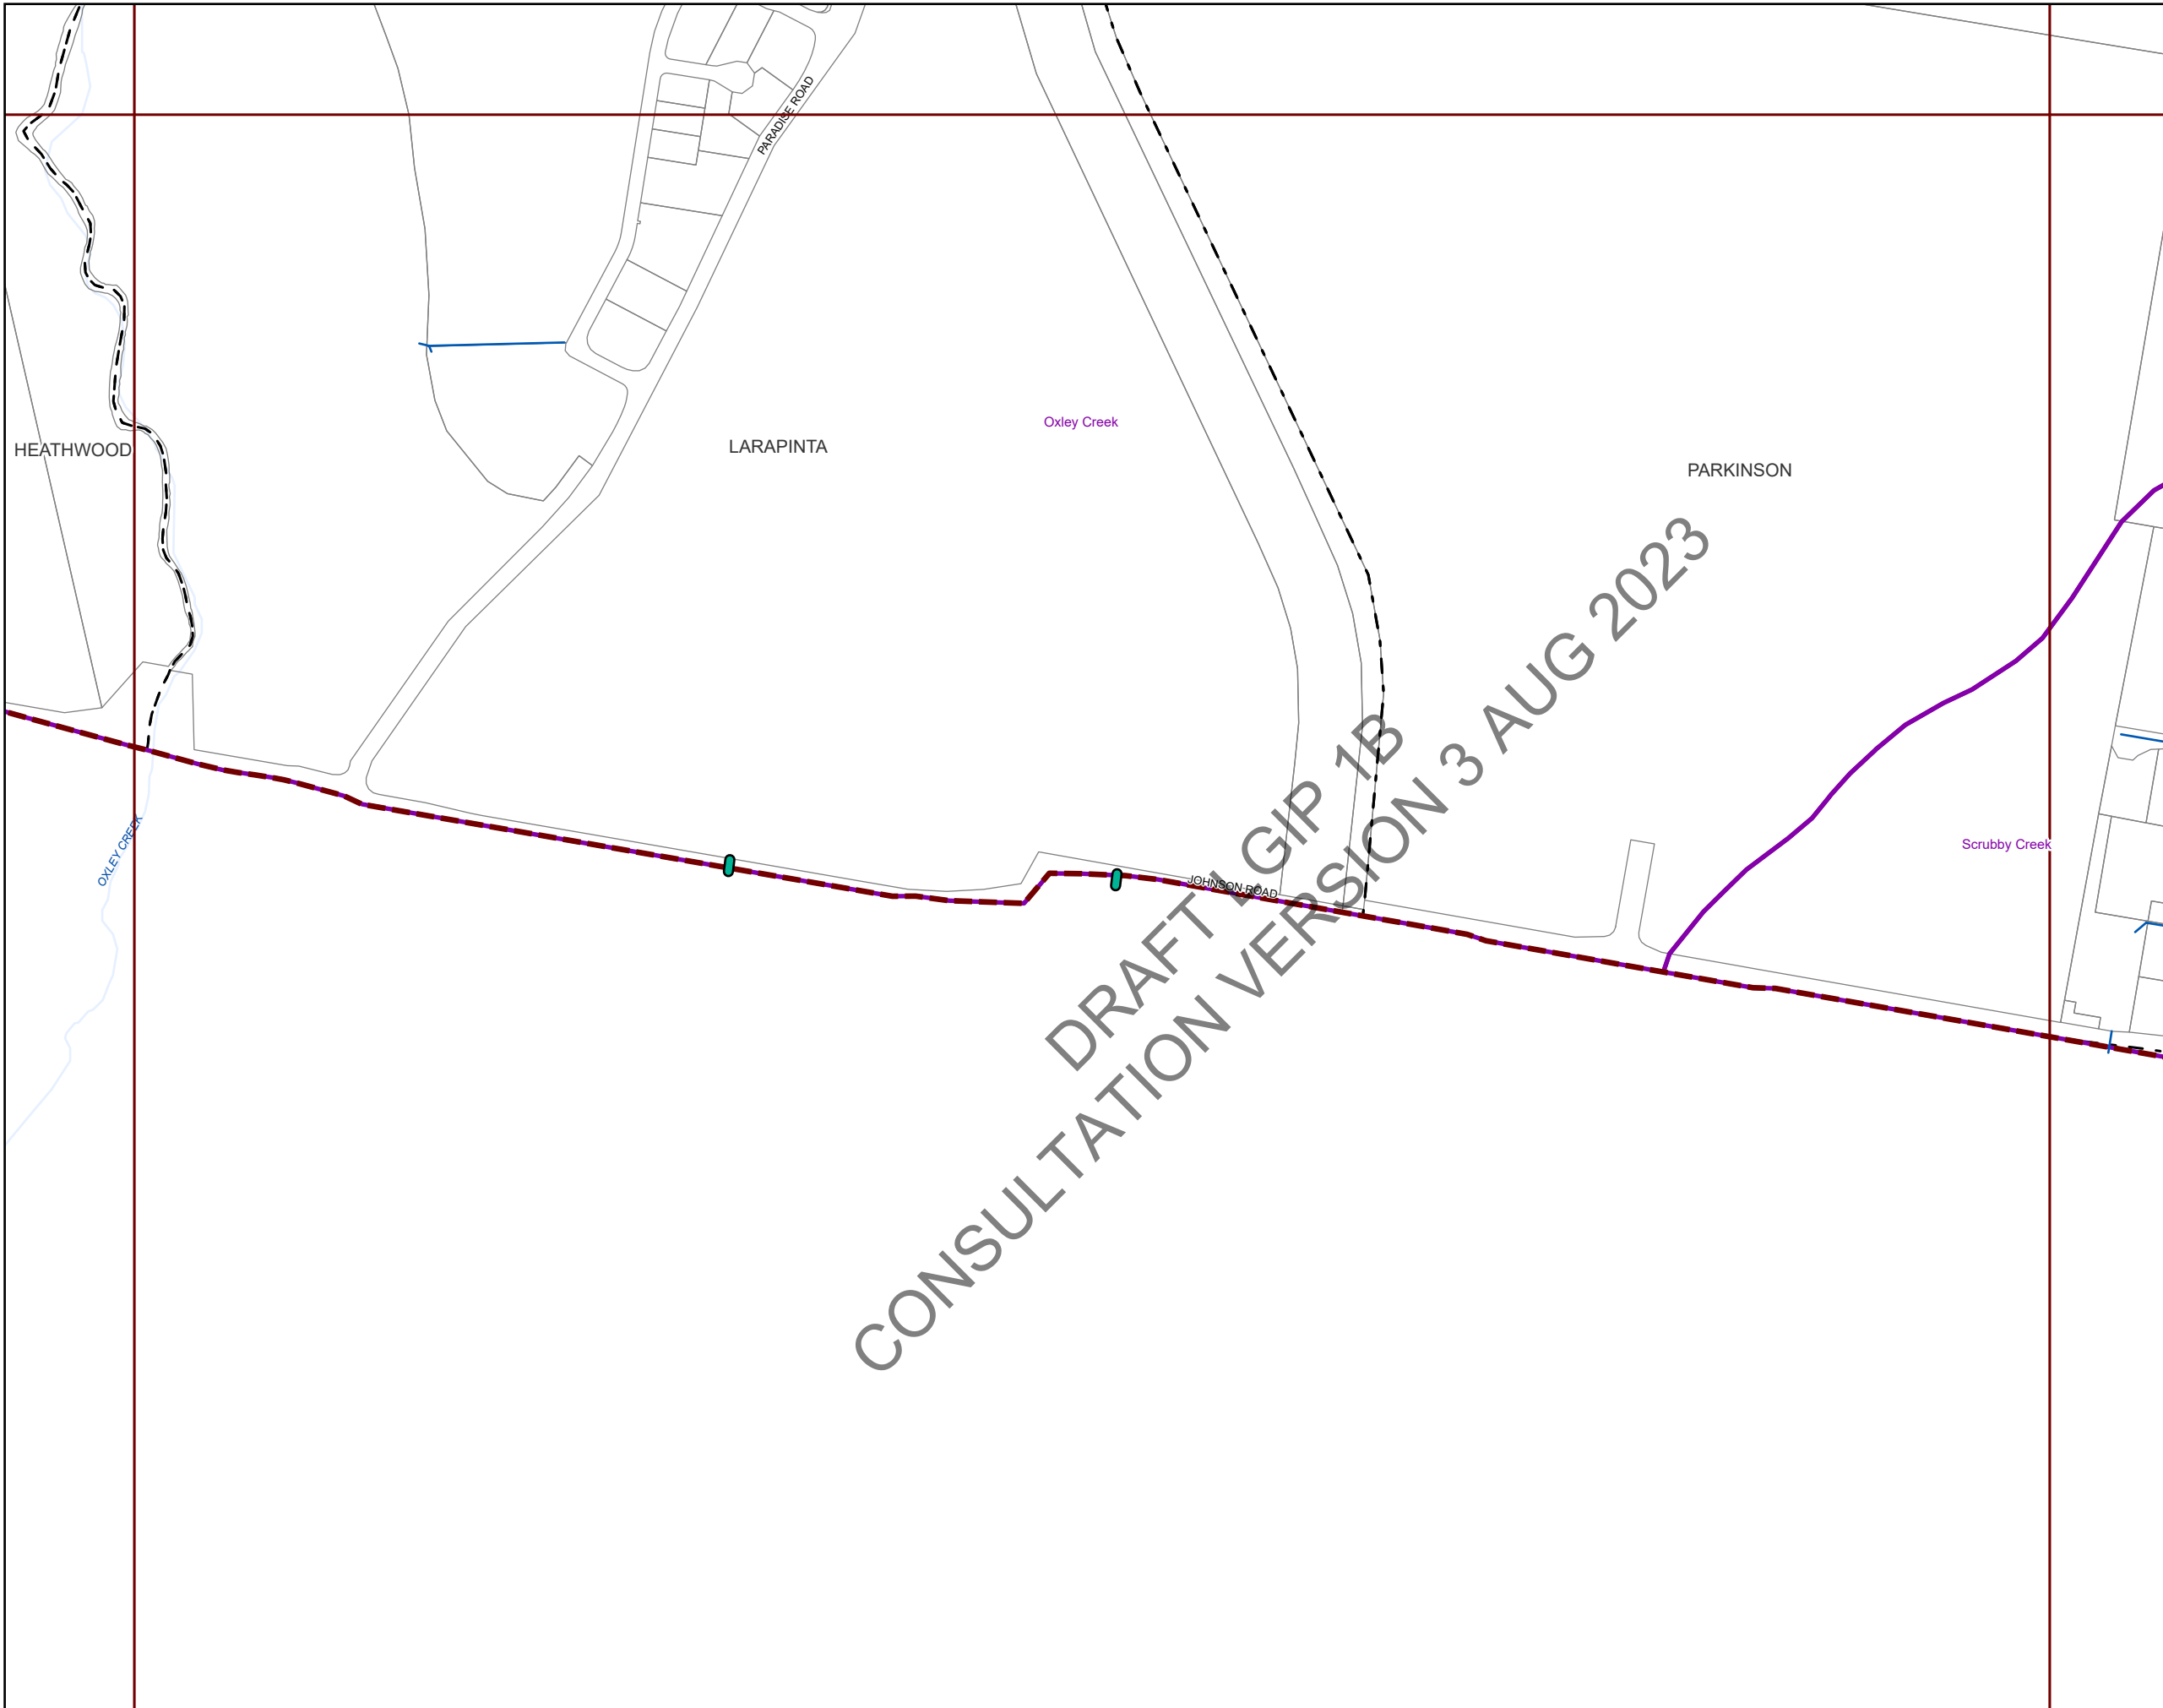 PARADISE ROAD
Oxley Creek
HEATHWOOD
LARAPINTA
PARKINSON
OXLEY CREEK
Scrubby Creek
JOHNSON ROAD
DRAFT LGIP 1B
CONSULTATION VERSION 3 AUG 2023